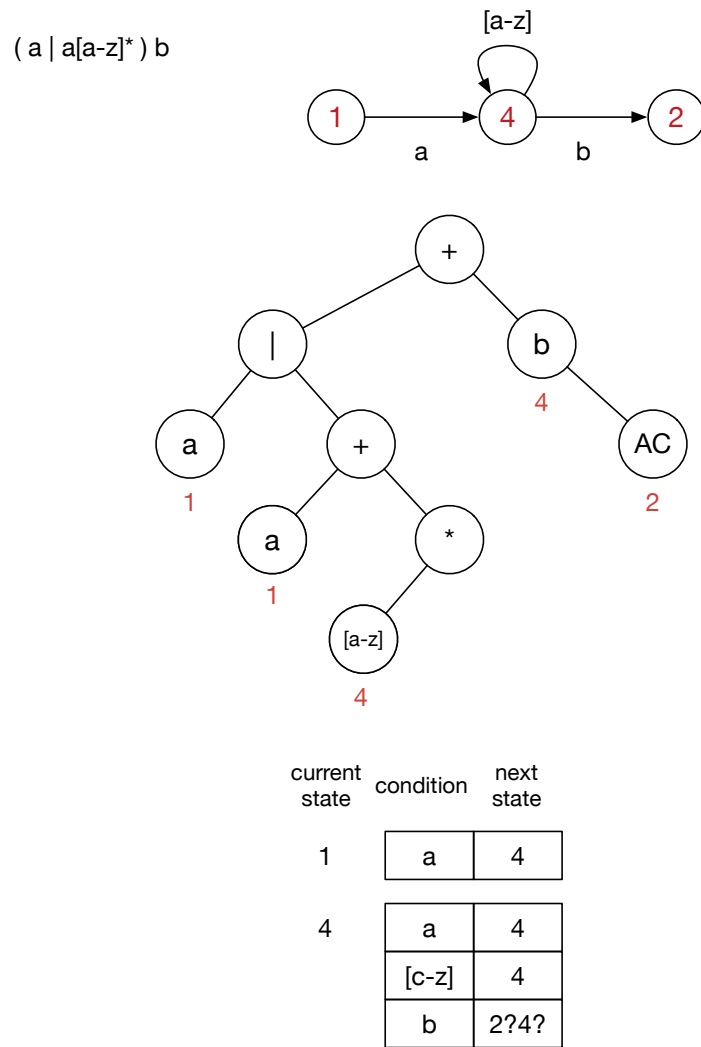 ( a | a[a-z]* ) b
[a-z]
1
4
2
a
b
+
|
b
4
a
1
+
AC
2
a
1
*
[a-z]
4
current state
condition
next state
1
a
4
4
a
4
[c-z]
4
b
2?4?